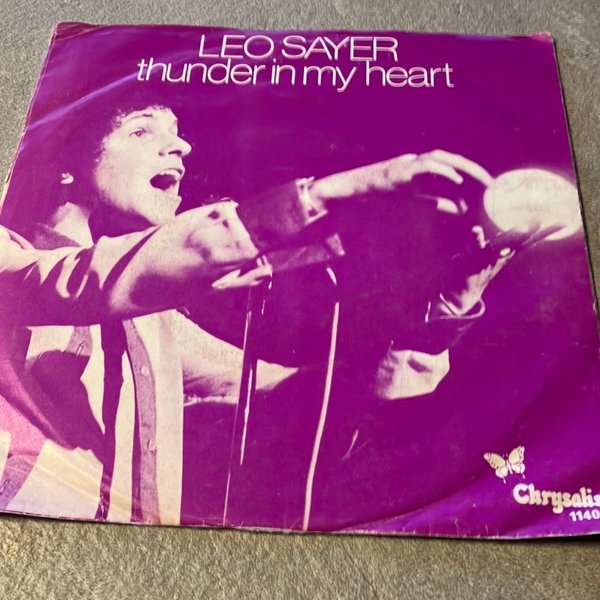 LEO SAYER
thunder in my heart
Chrysalis
1140